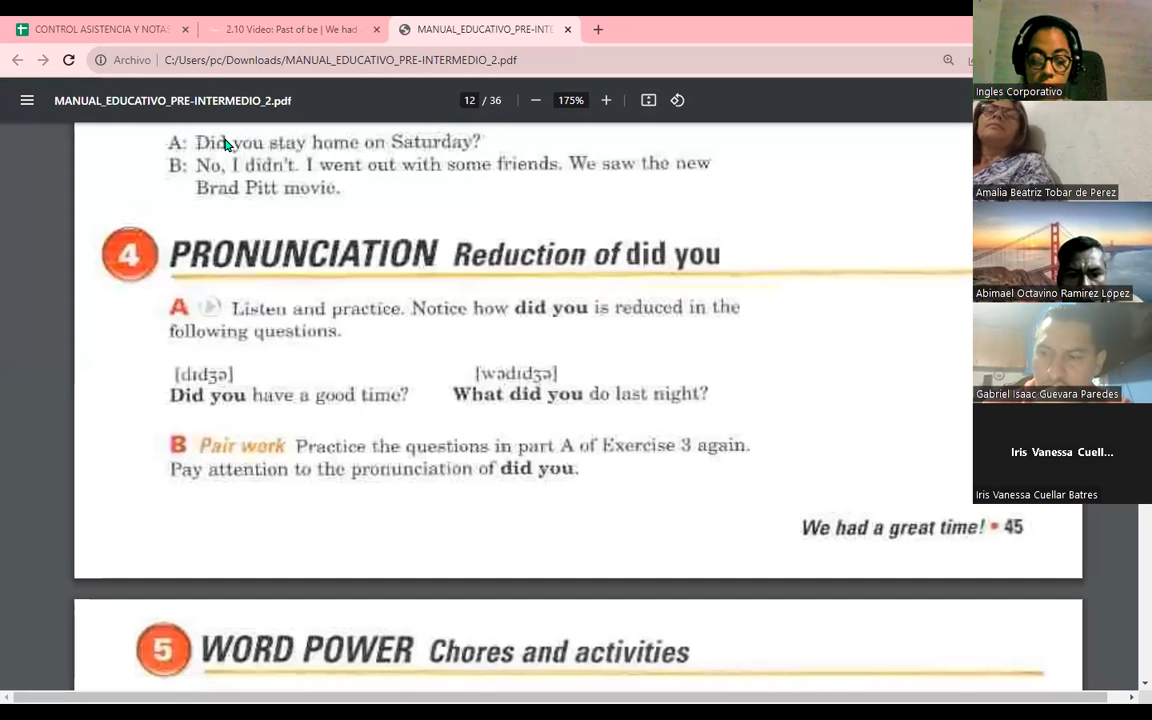 CONTROL ASISTENCIA Y NOTAS
2.10 Video: Past of be | We had
MANUAL_EDUCATIVO_PRE-INTE
Archivo
C:/Users/pc/Downloads/MANUAL_EDUCATIVO_PRE-INTERMEDIO_2.pdf
MANUAL_EDUCATIVO_PRE-INTERMEDIO_2.pdf
12 / 36
175%
A: Did you stay home on Saturday?
B: No, I didn't. I went out with some friends. We saw the new
Brad Pitt movie.
4 PRONUNCIATION Reduction of did you
A Listen and practice. Notice how did you is reduced in the
following questions.
[dɪdʒə] [wədɪdʒə]
Did you have a good time? What did you do last night?
B Pair work Practice the questions in part A of Exercise 3 again.
Pay attention to the pronunciation of did you.
We had a great time! • 45
5 WORD POWER Chores and activities
Ingles Corporativo
Amalia Beatriz Tobar de Perez
Abimael Octavino Ramirez López
Gabriel Isaac Guevara Paredes
Iris Vanessa Cuell...
Iris Vanessa Cuellar Batres